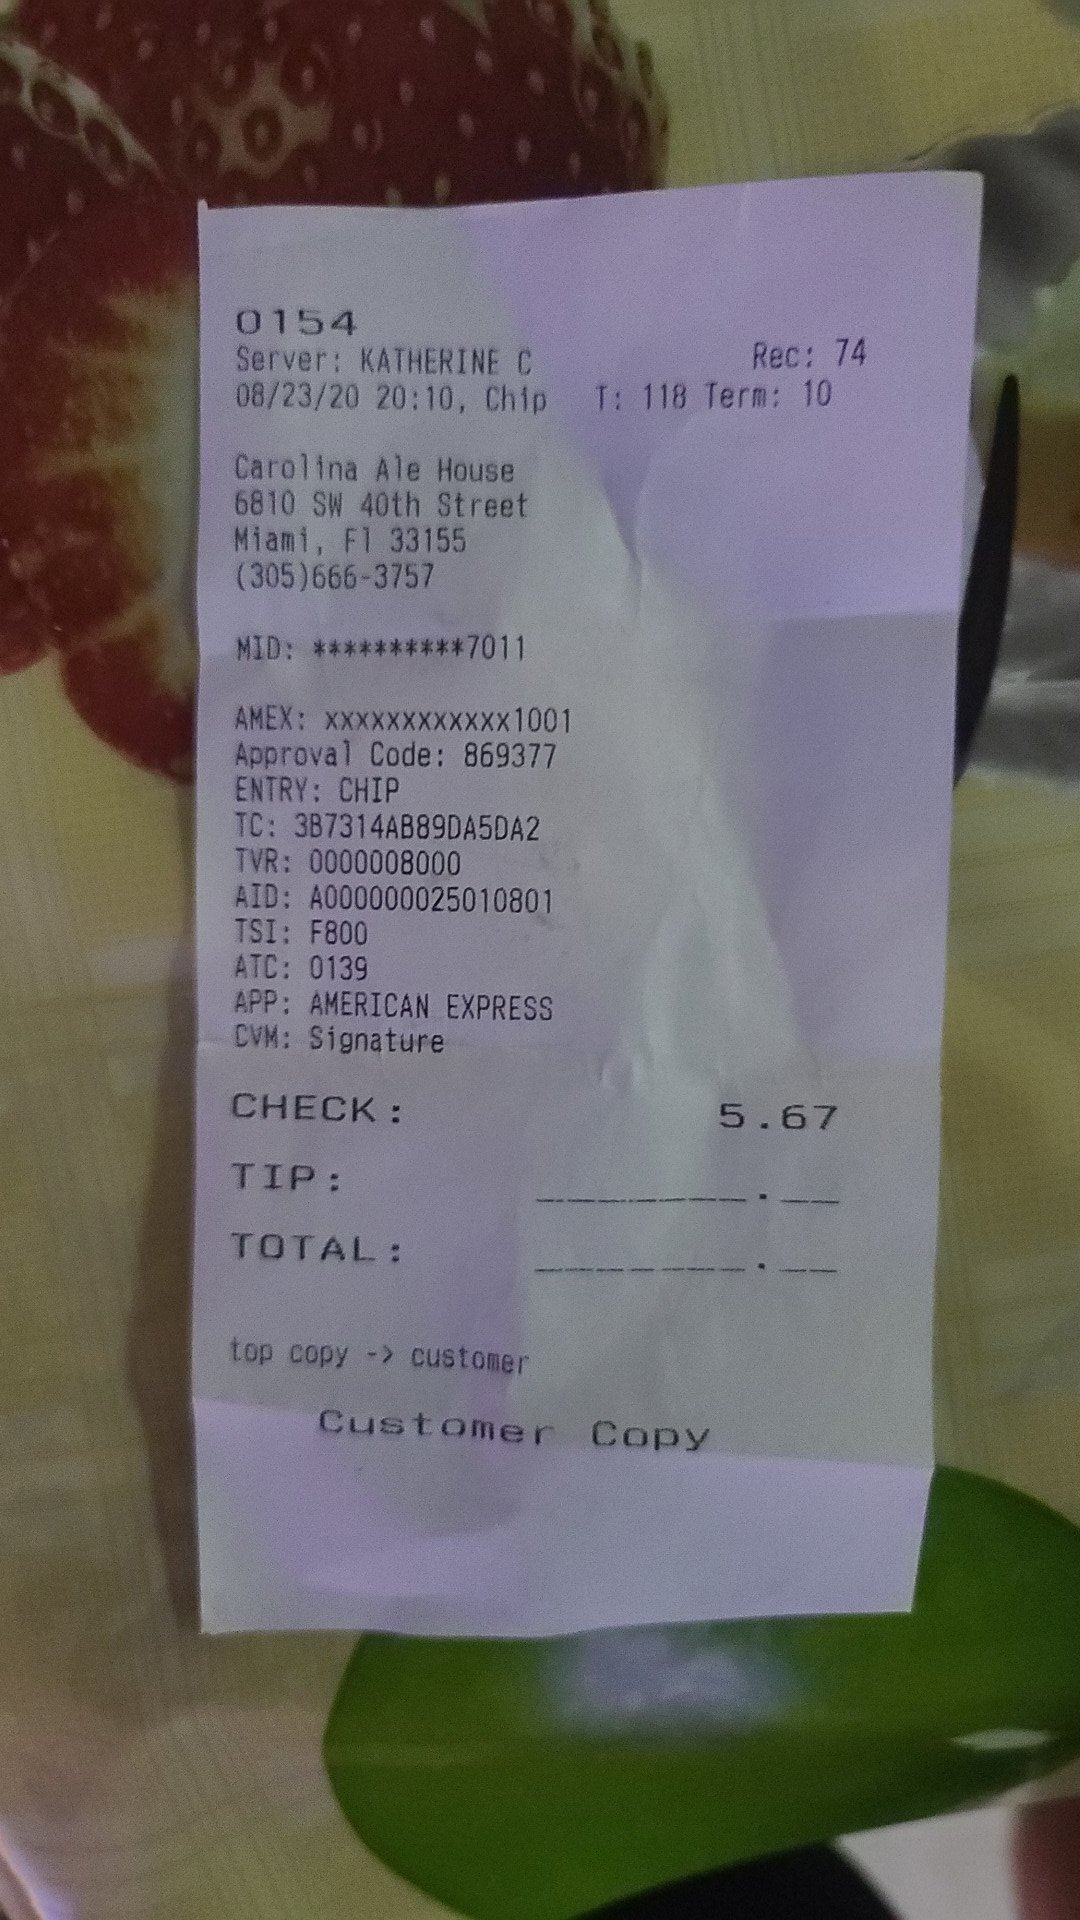 0154
Server: KATHERINE C Rec: 74
08/23/20 20:10, Chip T: 118 Term: 10
Carolina Ale House
6810 SW 40th Street
Miami, Fl 33155
(305)666-3757
MID: **********7011
AMEX: xxxxxxxxxxxx1001
Approval Code: 869377
ENTRY: CHIP
TC: 3B7314AB89DA5DA2
TVR: 0000008000
AID: A000000025010801
TSI: F800
ATC: 0139
APP: AMERICAN EXPRESS
CVM: Signature
CHECK: 5.67
TIP: _______.__
TOTAL: _______.__
top copy -> customer
Customer Copy